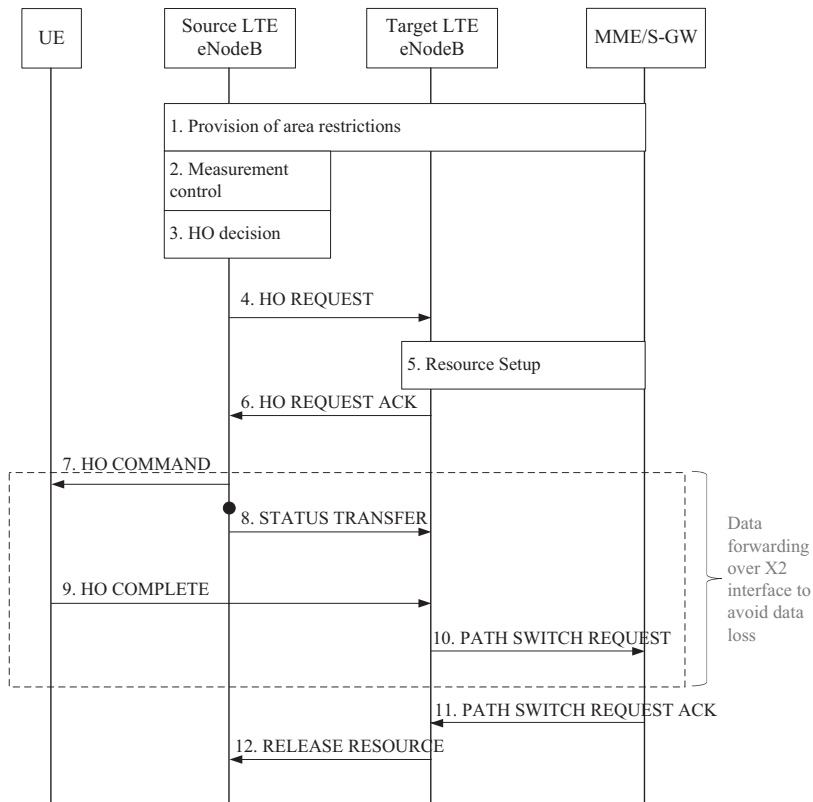 UE
Source LTE
eNodeB
Target LTE
eNodeB
MME/S-GW
1. Provision of area restrictions
2. Measurement
control
3. HO decision
4. HO REQUEST
5. Resource Setup
6. HO REQUEST ACK
7. HO COMMAND
8. STATUS TRANSFER
9. HO COMPLETE
10. PATH SWITCH REQUEST
Data
forwarding
over X2
interface to
avoid data
loss
11. PATH SWITCH REQUEST ACK
12. RELEASE RESOURCE